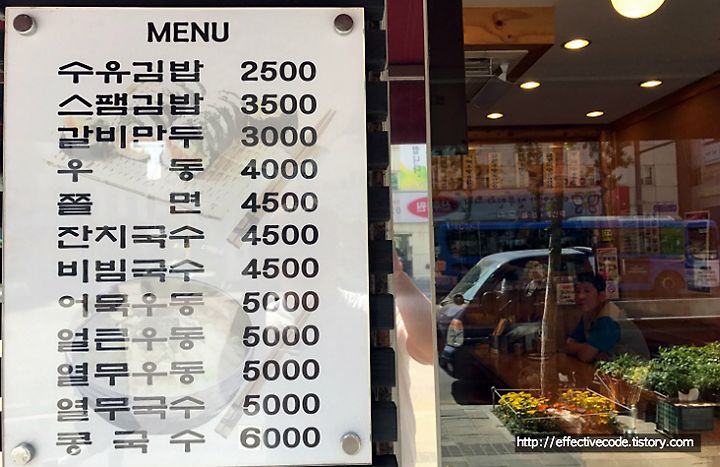 MENU
수유김밥 2500
스팸김밥 3500
갈비만두 3000
우 동 4000
쫄 면 4500
잔치국수 4500
비빔국수 4500
어묵우동 5000
얼큰우동 5000
열무우동 5000
열무국수 5000
콩 국 수 6000
http://effectivecode.tistory.com